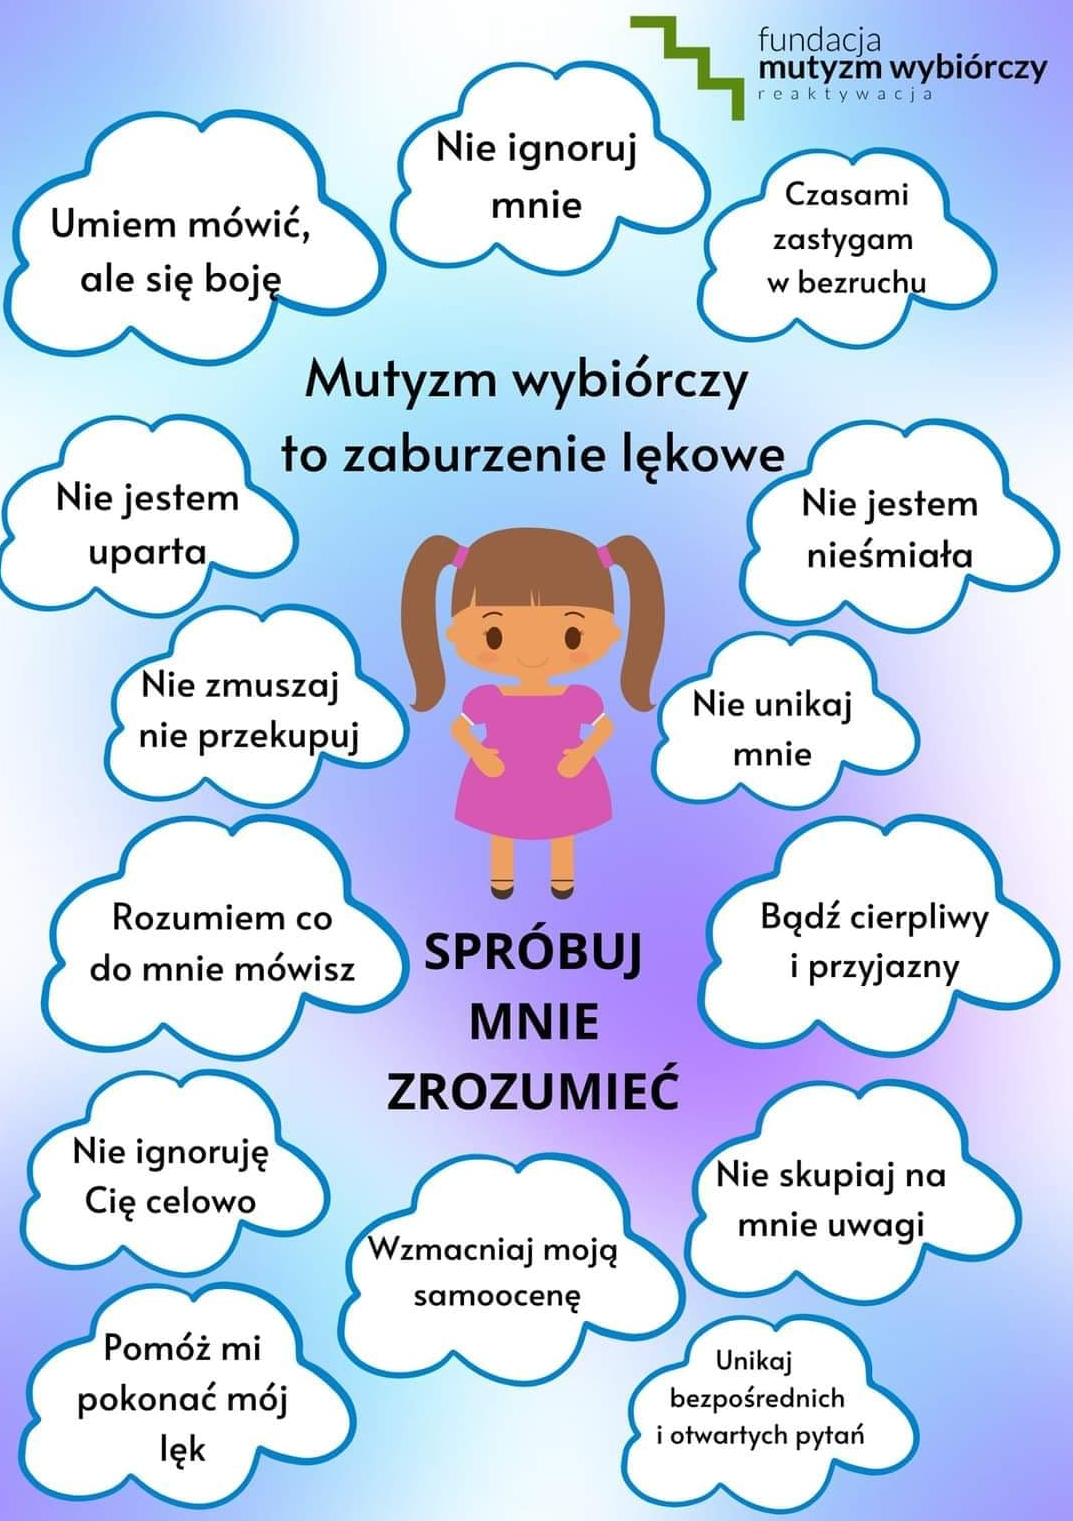 fundacja
mutyzm wybiórczy
reaktywacja
Nie ignoruj
mnie
Umiem mówić,
ale się boję
Czasami
zastygam
w bezruchu
Mutyzm wybiórczy
to zaburzenie lękowe
Nie jestem
uparta
Nie jestem
nieśmiała
Nie zmuszaj
nie przekupuj
Nie unikaj
mnie
Rozumiem co
do mnie mówisz
Bądź cierpliwy
i przyjazny
SPRÓBUJ
MNIE
ZROZUMIEĆ
Nie ignoruję
Cię celowo
Nie skupiaj na
mnie uwagi
Wzmacniaj moją
samoocenę
Pomóż mi
pokonać mój
lęk
Unikaj
bezpośrednich
i otwartych pytań